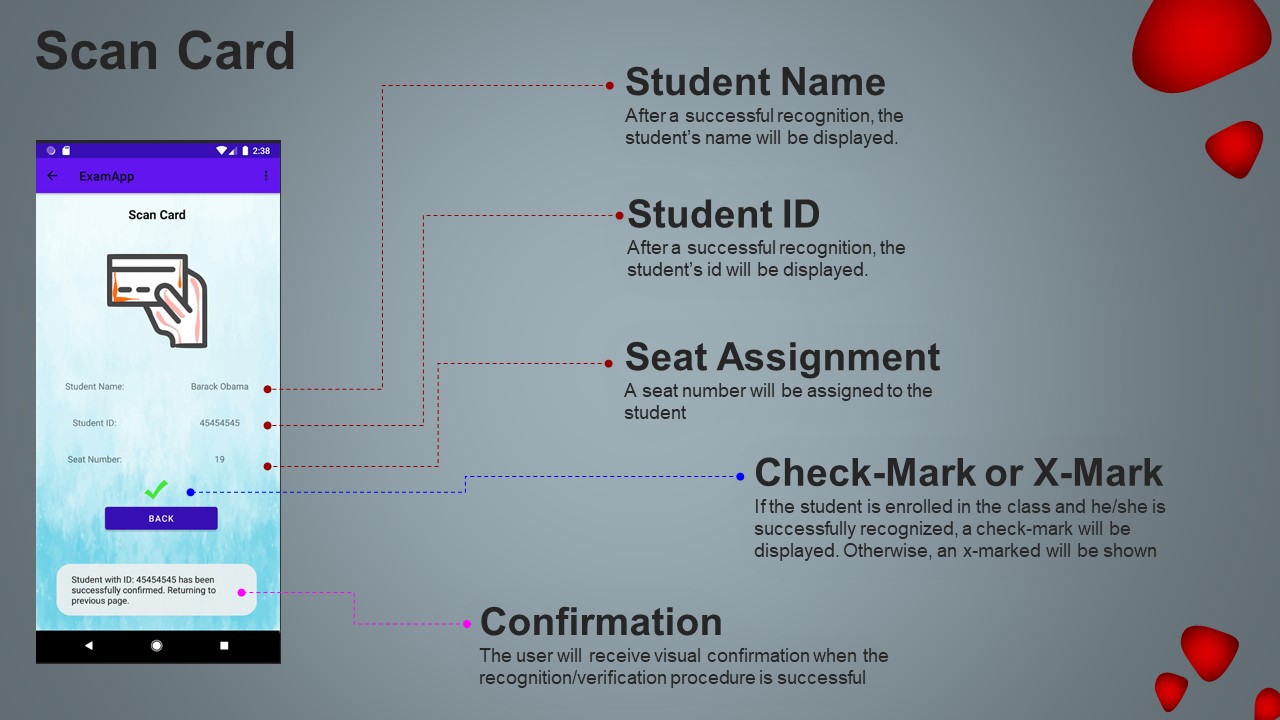 Scan Card
2:38
ExamApp
Scan Card
Student Name: Barack Obama
Student ID: 45454545
Seat Number: 19
BACK
Student with ID: 45454545 has been
successfully confirmed. Returning to
previous page.
Student Name
After a successful recognition, the
student’s name will be displayed.
Student ID
After a successful recognition, the
student’s id will be displayed.
Seat Assignment
A seat number will be assigned to the
student
Check-Mark or X-Mark
If the student is enrolled in the class and he/she is
successfully recognized, a check-mark will be
displayed. Otherwise, an x-marked will be shown
Confirmation
The user will receive visual confirmation when the
recognition/verification procedure is successful